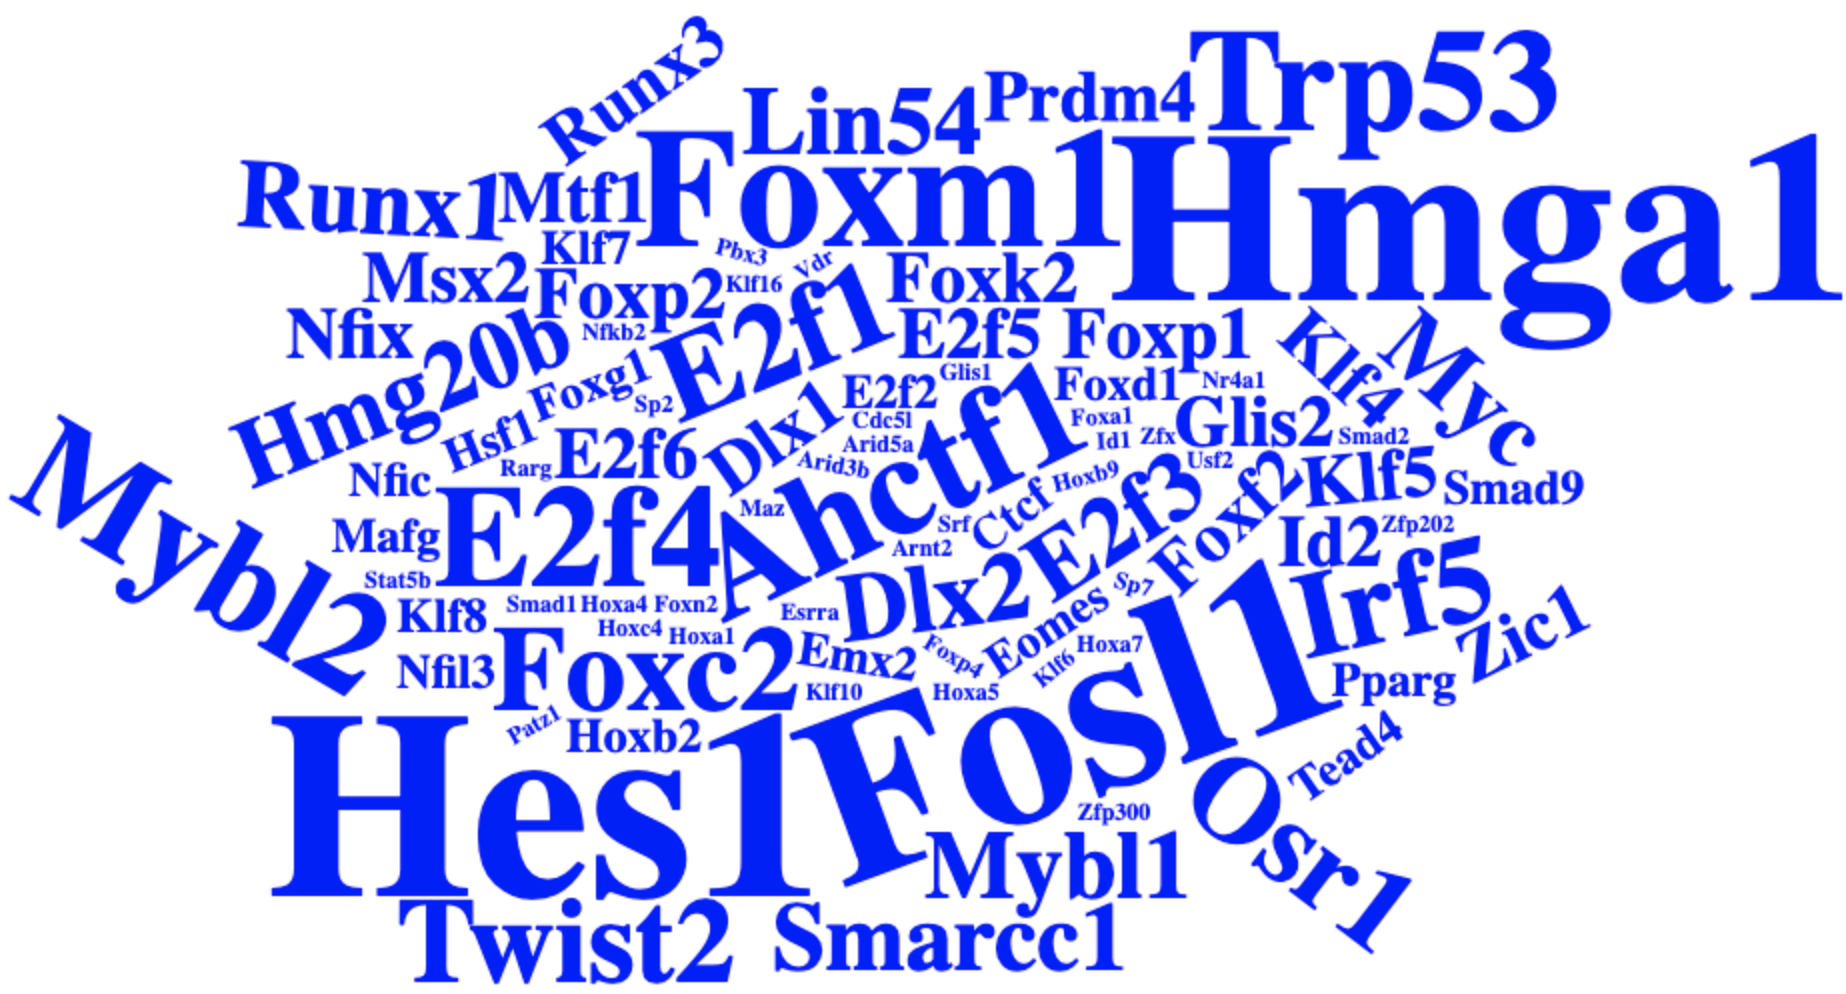 Runx3
Lin54
Prdm4
Trp53
Runx1
Mtf1
Foxm1
Hmga1
Klf7
Pbx3
Vdr
Msx2
Foxp2
Klf16
Foxk2
Nfix
Hmg20b
Nfkb2
E2f1
E2f5
Foxp1
Klf4
Myc
Foxg1
Sp2
E2f2
Glis1
Foxd1
Nr4a1
Hsf1
Dlx1
Cdc5l
Foxa1
Glis2
Smad2
Arid5a
Id1
Zfx
Mybl2
Nfic
Rarg
E2f6
Arid3b
Ahctf1
Hoxb9
Usf2
Foxf2
Klf5
Smad9
Mafg
E2f4
Maz
Srf
Ctcf
E2f3
Id2
Zfp202
Arnt2
Stat5b
Dlx2
Sp7
Irf5
Klf8
Smad1
Hoxa4
Foxn2
Esrra
Eomes
Zic1
Hoxc4
Hoxa1
Foxp4
Hoxa7
Nfil3
Foxc2
Emx2
Klf6
Pparg
Klf10
Hoxa5
Fosl1
Patz1
Hoxb2
Tead4
Hes1
Zfp300
Osr1
Mybl1
Twist2
Smarcc1